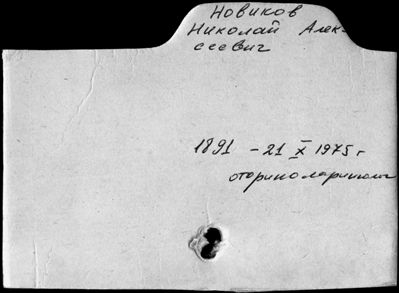 Новиков
Николай Алек-
сеевич
1891 - 21 X 1975 г
оториноларинголог